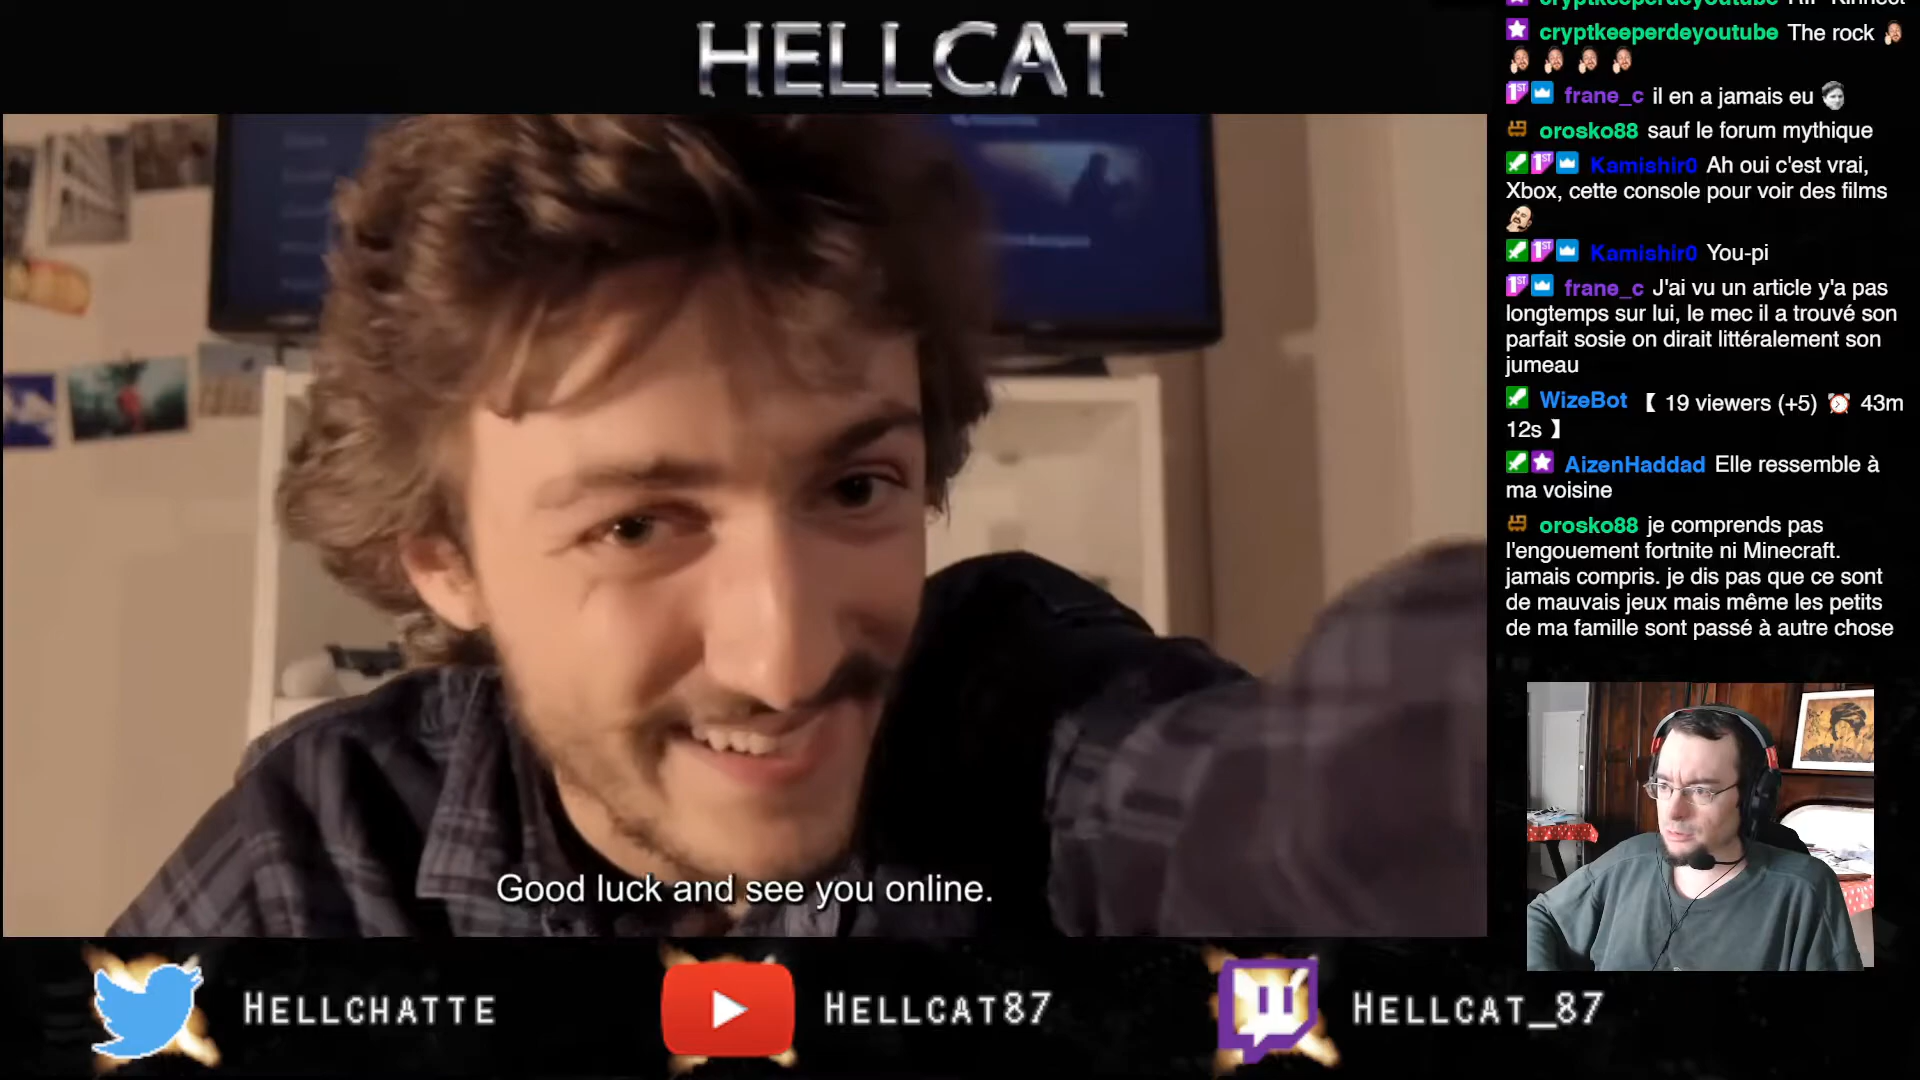 HELLCAT
cryptkeeperdeyoutube
cryptkeeperdeyoutube The rock
frane_c il en a jamais eu
orosko88 sauf le forum mythique
Kamishir0 Ah oui c'est vrai,
Xbox, cette console pour voir des films
Kamishir0 You-pi
frane_c J'ai vu un article y'a pas
longtemps sur lui, le mec il a trouvé son
parfait sosie on dirait littéralement son
jumeau
WizeBot 【 19 viewers (+5) ⏰ 43m
12s 】
AizenHaddad Elle ressemble à
ma voisine
orosko88 je comprends pas
l'engouement fortnite ni Minecraft.
jamais compris. je dis pas que ce sont
de mauvais jeux mais même les petits
de ma famille sont passé à autre chose
Good luck and see you online.
HELLCHATTE
HELLCAT87
HELLCAT_87